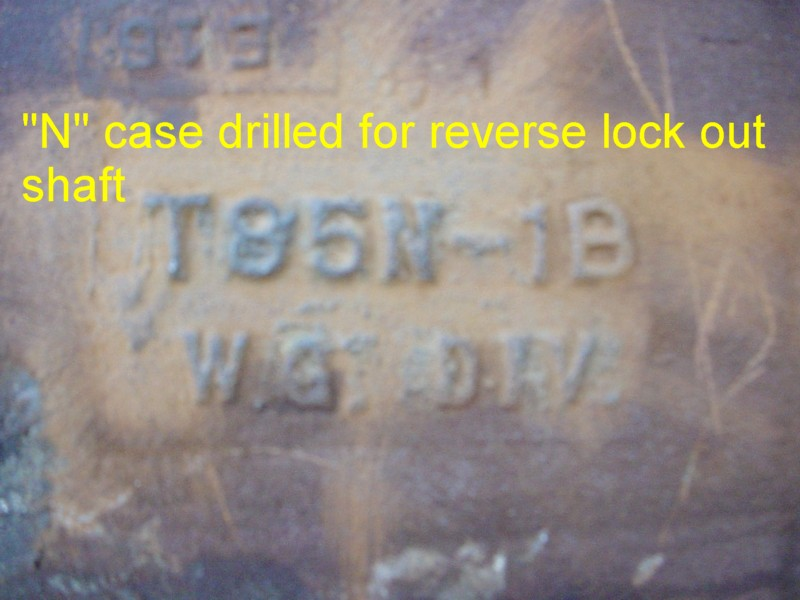 "N" case drilled for reverse lock out
shaft
T85N-1B
W.G. DIV.